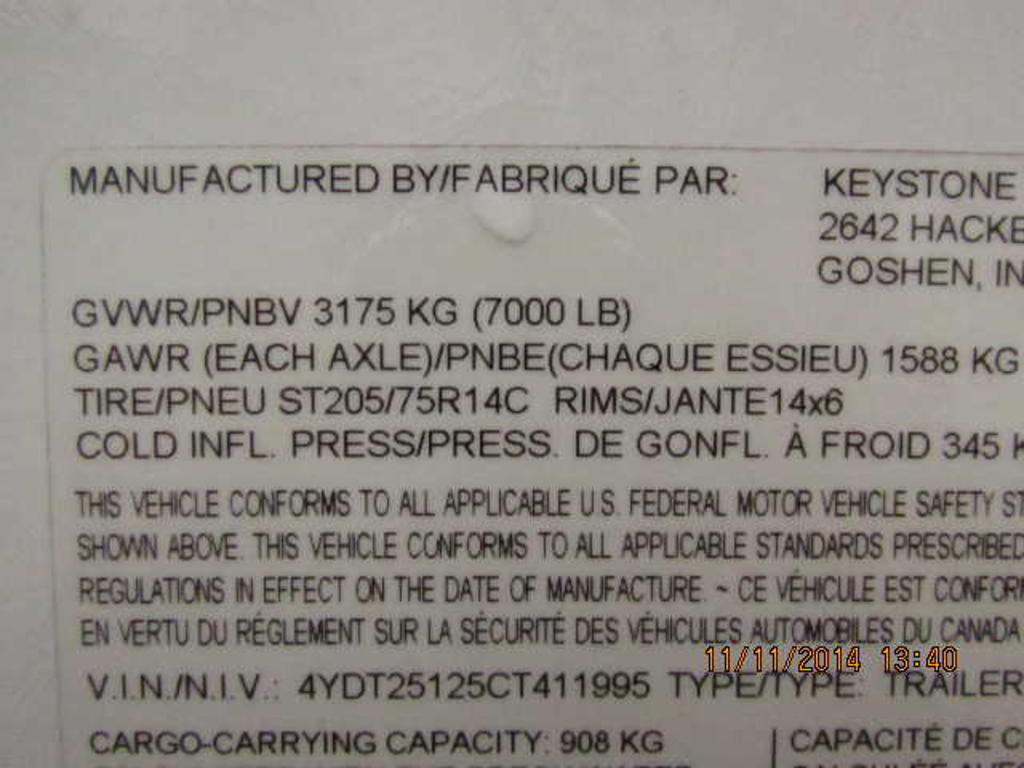 MANUFACTURED BY/FABRIQUÉ PAR: KEYSTONE
2642 HACKE
GOSHEN, IN
GVWR/PNBV 3175 KG (7000 LB)
GAWR (EACH AXLE)/PNBE(CHAQUE ESSIEU) 1588 KG
TIRE/PNEU ST205/75R14C RIMS/JANTE14x6
COLD INFL. PRESS/PRESS. DE GONFL. À FROID 345 K
THIS VEHICLE CONFORMS TO ALL APPLICABLE U.S. FEDERAL MOTOR VEHICLE SAFETY ST
SHOWN ABOVE. THIS VEHICLE CONFORMS TO ALL APPLICABLE STANDARDS PRESCRIBED
REGULATIONS IN EFFECT ON THE DATE OF MANUFACTURE. ~ CE VÉHICULE EST CONFOR
EN VERTU DU RÉGLEMENT SUR LA SÉCURITÉ DES VÉHICULES AUTOMOBILES DU CANADA
11/11/2014 13:40
V.I.N./N.I.V.: 4YDT25125CT411995 TYPE/TYPE: TRAILER
CARGO-CARRYING CAPACITY: 908 KG CAPACITÉ DE C